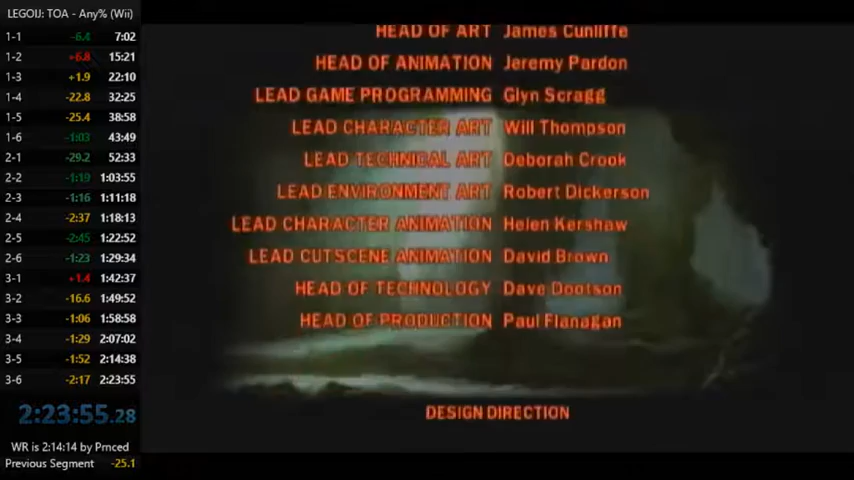 LEGOIJ: TOA - Any% (Wii)
1-1 -6.4 7:02
1-2 +6.8 15:21
1-3 +1.9 22:10
1-4 -22.8 32:25
1-5 -25.4 38:58
1-6 -1:03 43:49
2-1 -29.2 52:33
2-2 -1:19 1:03:55
2-3 -1:16 1:11:18
2-4 -2:37 1:18:13
2-5 -2:45 1:22:52
2-6 -1:23 1:29:34
3-1 +1.4 1:42:37
3-2 -16.6 1:49:52
3-3 -1:06 1:58:58
3-4 -1:29 2:07:02
3-5 -1:52 2:14:38
3-6 -2:17 2:23:55
2:23:55.28
WR is 2:14:14 by Pmced
Previous Segment -25.1
HEAD OF ART James Cunliffe
HEAD OF ANIMATION Jeremy Pardon
LEAD GAME PROGRAMMING Glyn Scragg
LEAD CHARACTER ART Will Thompson
LEAD TECHNICAL ART Deborah Crook
LEAD ENVIRONMENT ART Robert Dickerson
LEAD CHARACTER ANIMATION Helen Kershaw
LEAD CUTSCENE ANIMATION David Brown
HEAD OF TECHNOLOGY Dave Dootson
HEAD OF PRODUCTION Paul Flanagan
DESIGN DIRECTION